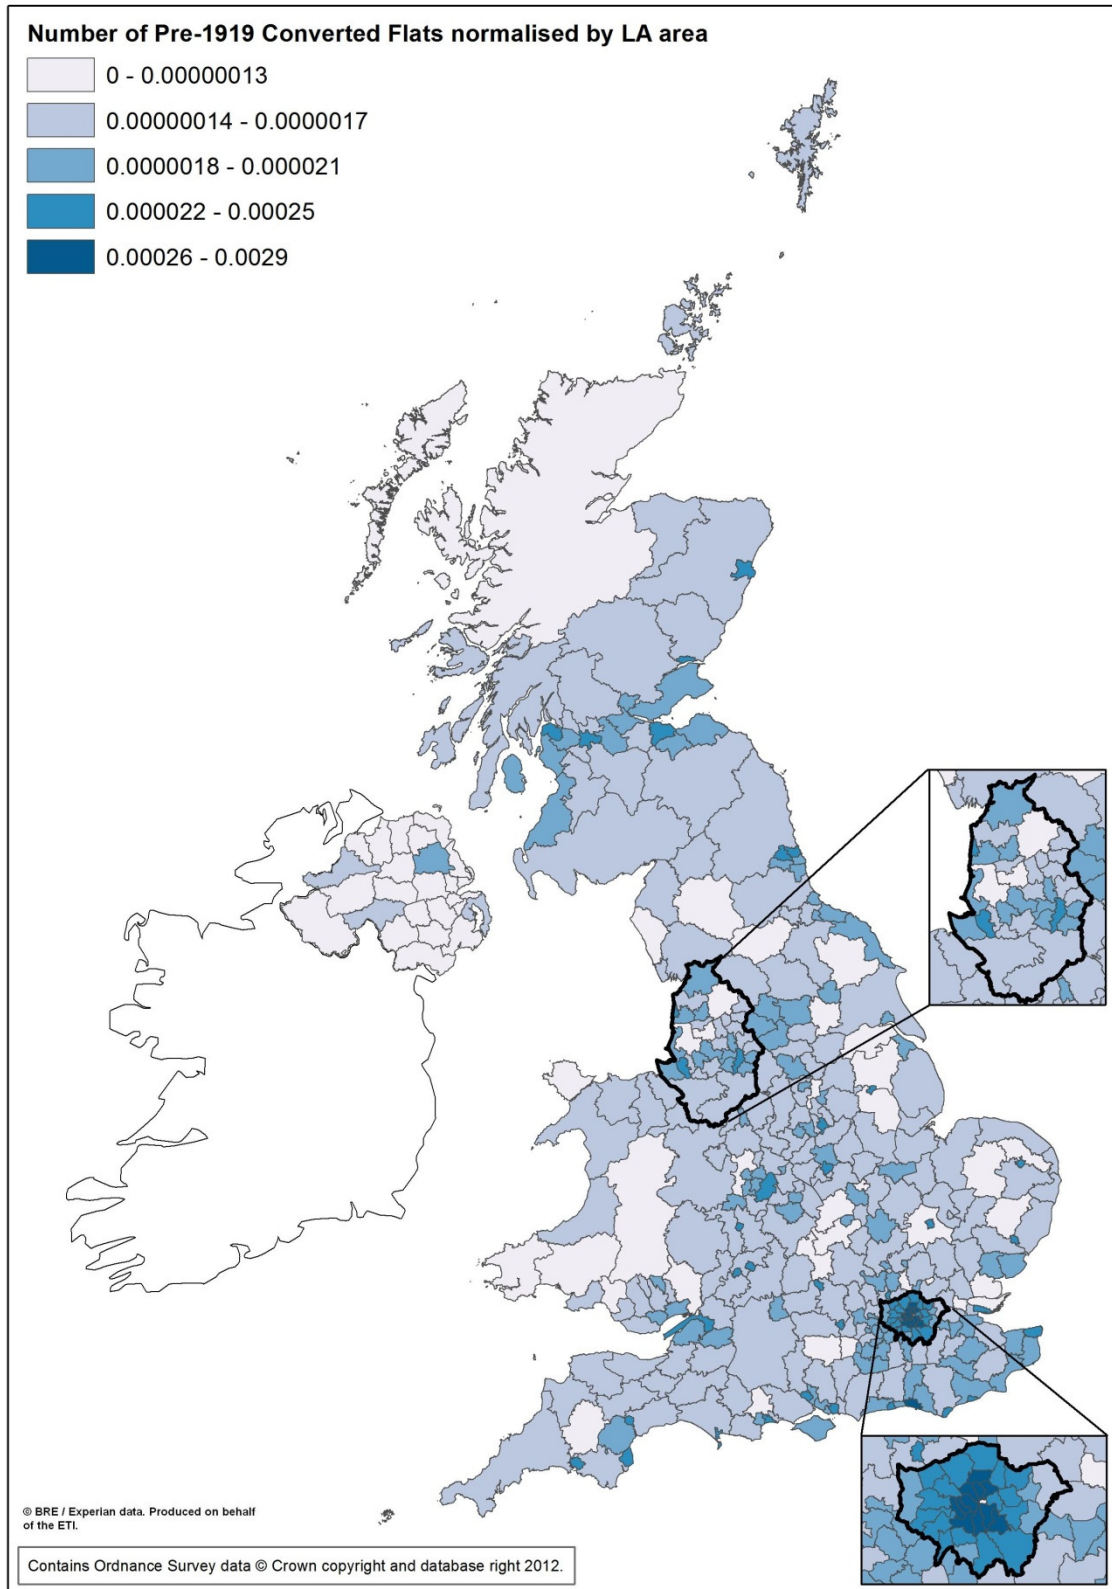 Number of Pre-1919 Converted Flats normalised by LA area
0 - 0.00000013
0.00000014 - 0.0000017
0.0000018 - 0.000021
0.000022 - 0.00025
0.00026 - 0.0029
© BRE / Experian data. Produced on behalf
of the ETI.
Contains Ordnance Survey data © Crown copyright and database right 2012.